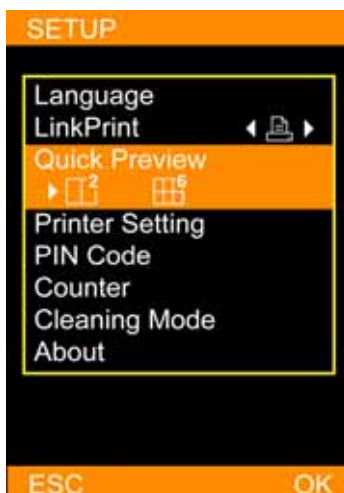 SETUP
Language
LinkPrint
Quick Preview
2 6
Printer Setting
PIN Code
Counter
Cleaning Mode
About
ESC OK